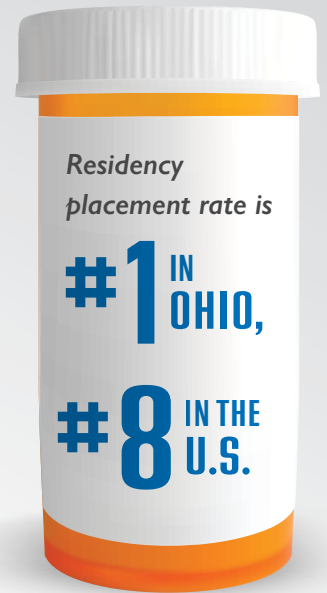 Residency
placement rate is
#1 IN
OHIO,
#8 IN THE
U.S.